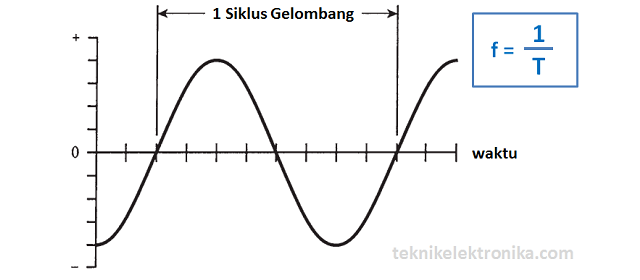 1 Siklus Gelombang
+
f = 1/T
0
waktu
–
teknikelektronika.com